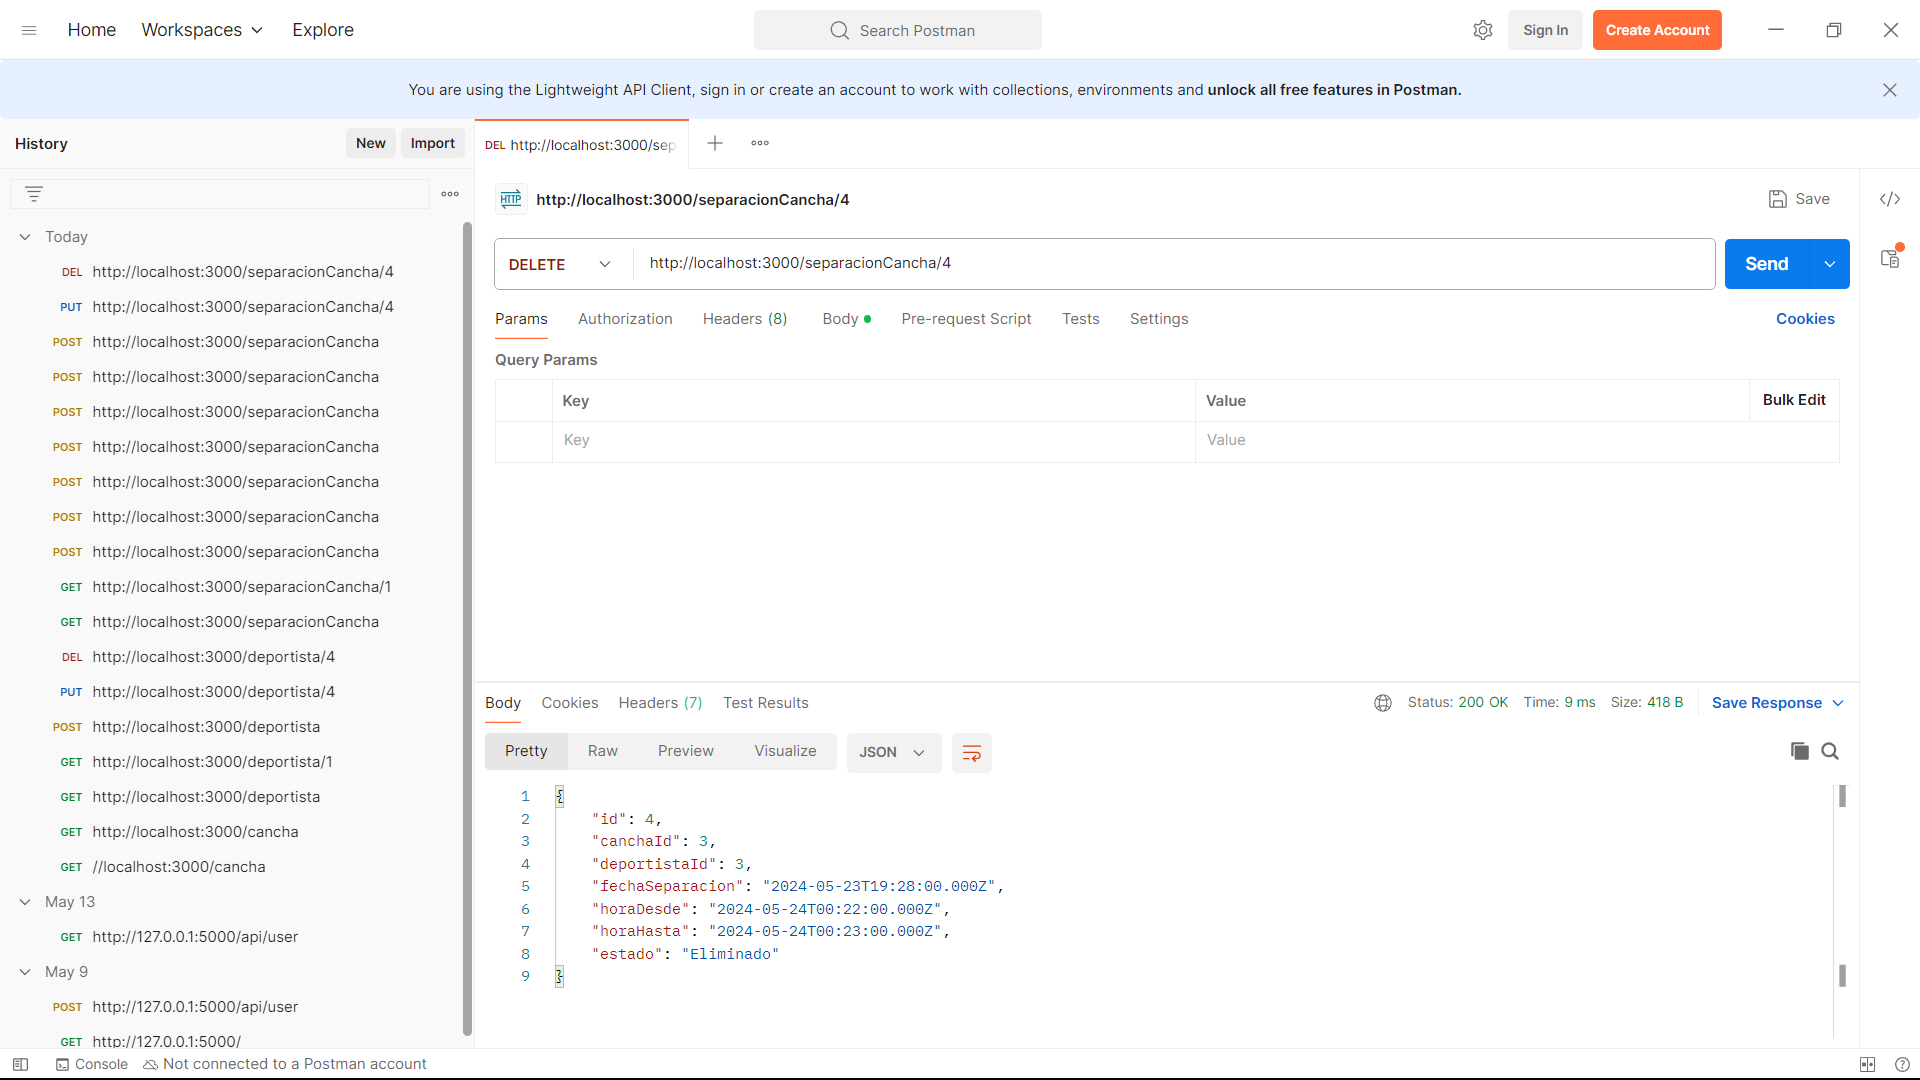 Home Workspaces Explore Search Postman Sign In Create Account
You are using the Lightweight API Client, sign in or create an account to work with collections, environments and unlock all free features in Postman.
History New Import
Today
DEL http://localhost:3000/separacionCancha/4
PUT http://localhost:3000/separacionCancha/4
POST http://localhost:3000/separacionCancha
POST http://localhost:3000/separacionCancha
POST http://localhost:3000/separacionCancha
POST http://localhost:3000/separacionCancha
POST http://localhost:3000/separacionCancha
POST http://localhost:3000/separacionCancha
POST http://localhost:3000/separacionCancha
GET http://localhost:3000/separacionCancha/1
GET http://localhost:3000/separacionCancha
DEL http://localhost:3000/deportista/4
PUT http://localhost:3000/deportista/4
POST http://localhost:3000/deportista
GET http://localhost:3000/deportista/1
GET http://localhost:3000/deportista
GET http://localhost:3000/cancha
GET //localhost:3000/cancha
May 13
GET http://127.0.0.1:5000/api/user
May 9
POST http://127.0.0.1:5000/api/user
GET http://127.0.0.1:5000/
DEL http://localhost:3000/sep
HTTP http://localhost:3000/separacionCancha/4 Save
DELETE http://localhost:3000/separacionCancha/4 Send
Params Authorization Headers (8) Body Pre-request Script Tests Settings Cookies
Query Params
Key Value Bulk Edit
Key Value
Body Cookies Headers (7) Test Results Status: 200 OK Time: 9 ms Size: 418 B Save Response
Pretty Raw Preview Visualize JSON
1 {
2 "id": 4,
3 "canchaId": 3,
4 "deportistaId": 3,
5 "fechaSeparacion": "2024-05-23T19:28:00.000Z",
6 "horaDesde": "2024-05-24T00:22:00.000Z",
7 "horaHasta": "2024-05-24T00:23:00.000Z",
8 "estado": "Eliminado"
9 }
Console Not connected to a Postman account